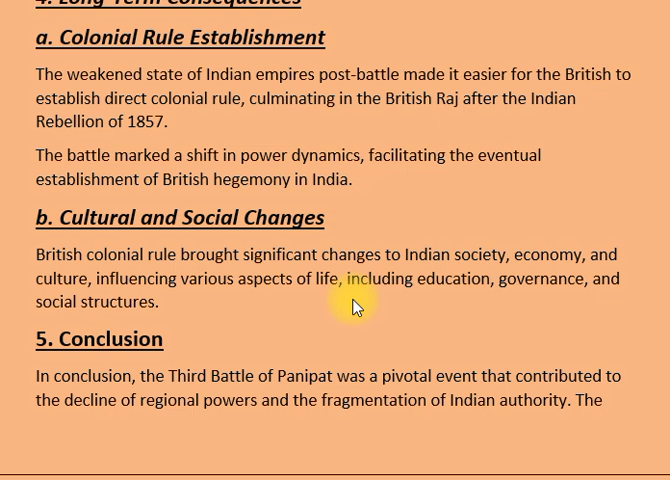 4. Long-Term Consequences
a. Colonial Rule Establishment
The weakened state of Indian empires post-battle made it easier for the British to
establish direct colonial rule, culminating in the British Raj after the Indian
Rebellion of 1857.
The battle marked a shift in power dynamics, facilitating the eventual
establishment of British hegemony in India.
b. Cultural and Social Changes
British colonial rule brought significant changes to Indian society, economy, and
culture, influencing various aspects of life, including education, governance, and
social structures.
5. Conclusion
In conclusion, the Third Battle of Panipat was a pivotal event that contributed to
the decline of regional powers and the fragmentation of Indian authority. The